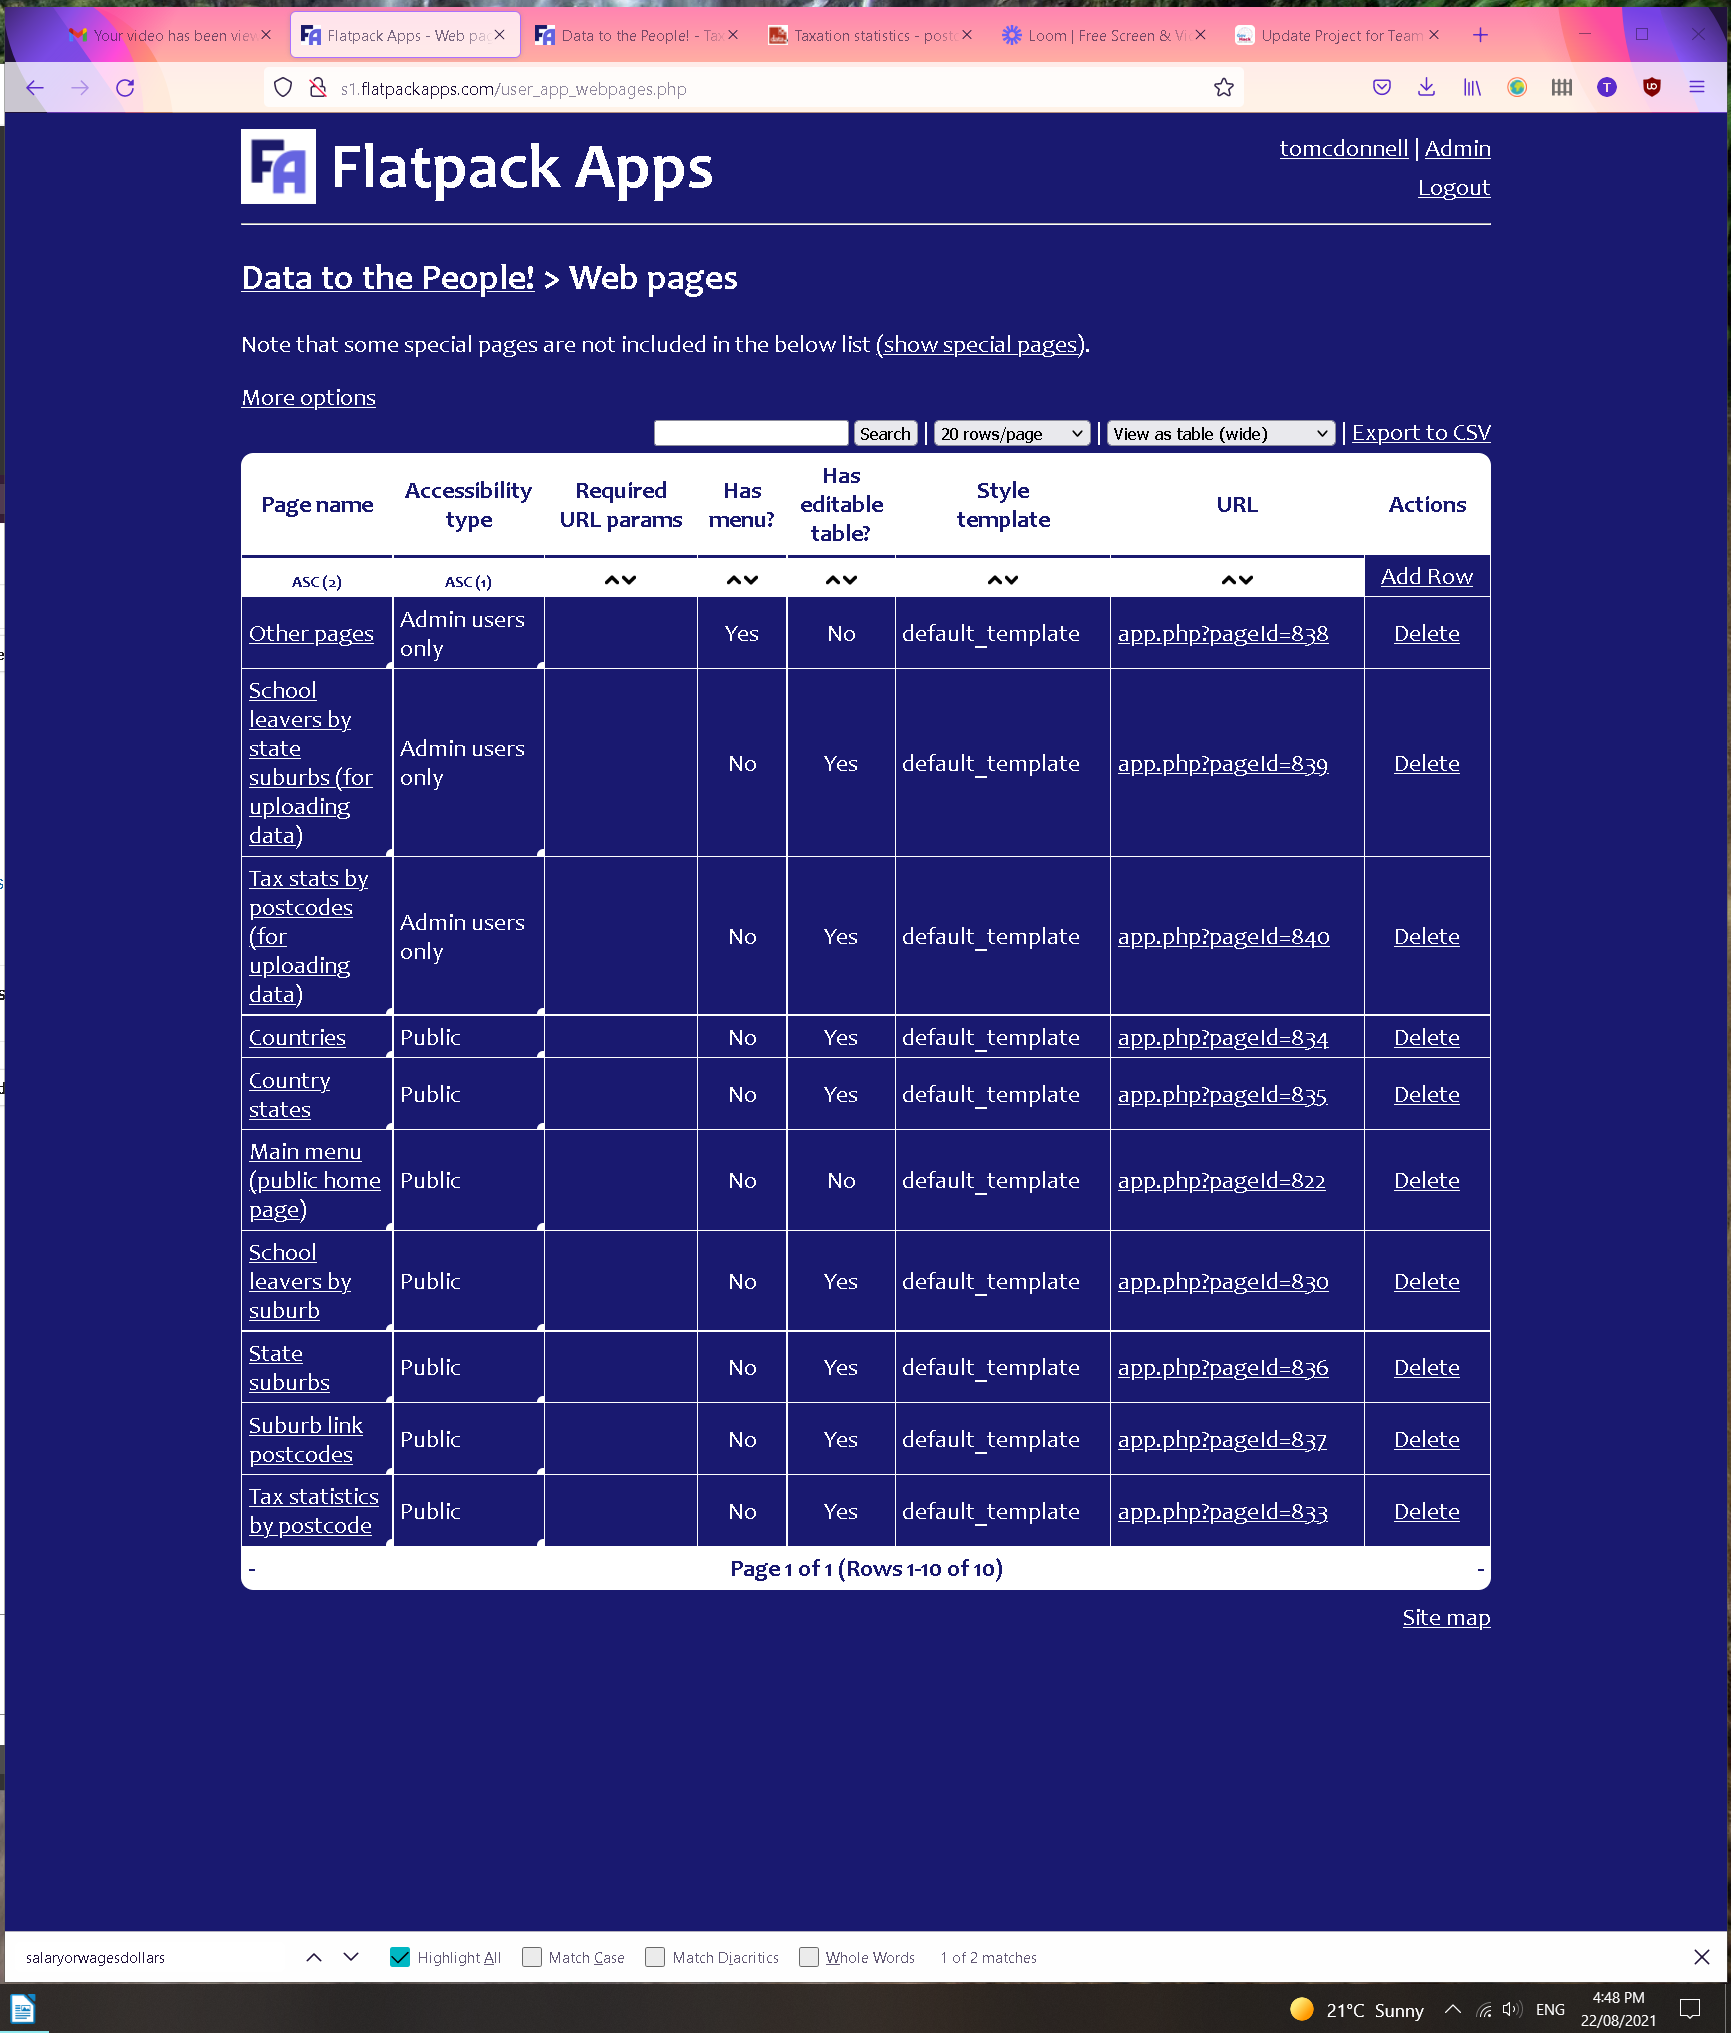 Your video has been view
Flatpack Apps - Web pag
Data to the People! - Tax
Taxation statistics - postc
Loom | Free Screen & Vi
Update Project for Team
s1.flatpackapps.com/user_app_webpages.php
FA Flatpack Apps
tomcdonnell | Admin
Logout
Data to the People! > Web pages
Note that some special pages are not included in the below list (show special pages).
More options
Search | 20 rows/page | View as table (wide) | Export to CSV
Page name Accessibility type Required URL params Has menu? Has editable table? Style template URL Actions
ASC (2) ASC (1) Add Row
Other pages Admin users only Yes No default_template app.php?pageId=838 Delete
School leavers by state suburbs (for uploading data) Admin users only No Yes default_template app.php?pageId=839 Delete
Tax stats by postcodes (for uploading data) Admin users only No Yes default_template app.php?pageId=840 Delete
Countries Public No Yes default_template app.php?pageId=834 Delete
Country states Public No Yes default_template app.php?pageId=835 Delete
Main menu (public home page) Public No No default_template app.php?pageId=822 Delete
School leavers by suburb Public No Yes default_template app.php?pageId=830 Delete
State suburbs Public No Yes default_template app.php?pageId=836 Delete
Suburb link postcodes Public No Yes default_template app.php?pageId=837 Delete
Tax statistics by postcode Public No Yes default_template app.php?pageId=833 Delete
- Page 1 of 1 (Rows 1-10 of 10) -
Site map
salaryorwagesdollars Highlight All Match Case Match Diacritics Whole Words 1 of 2 matches
21°C Sunny ENG 4:48 PM
22/08/2021